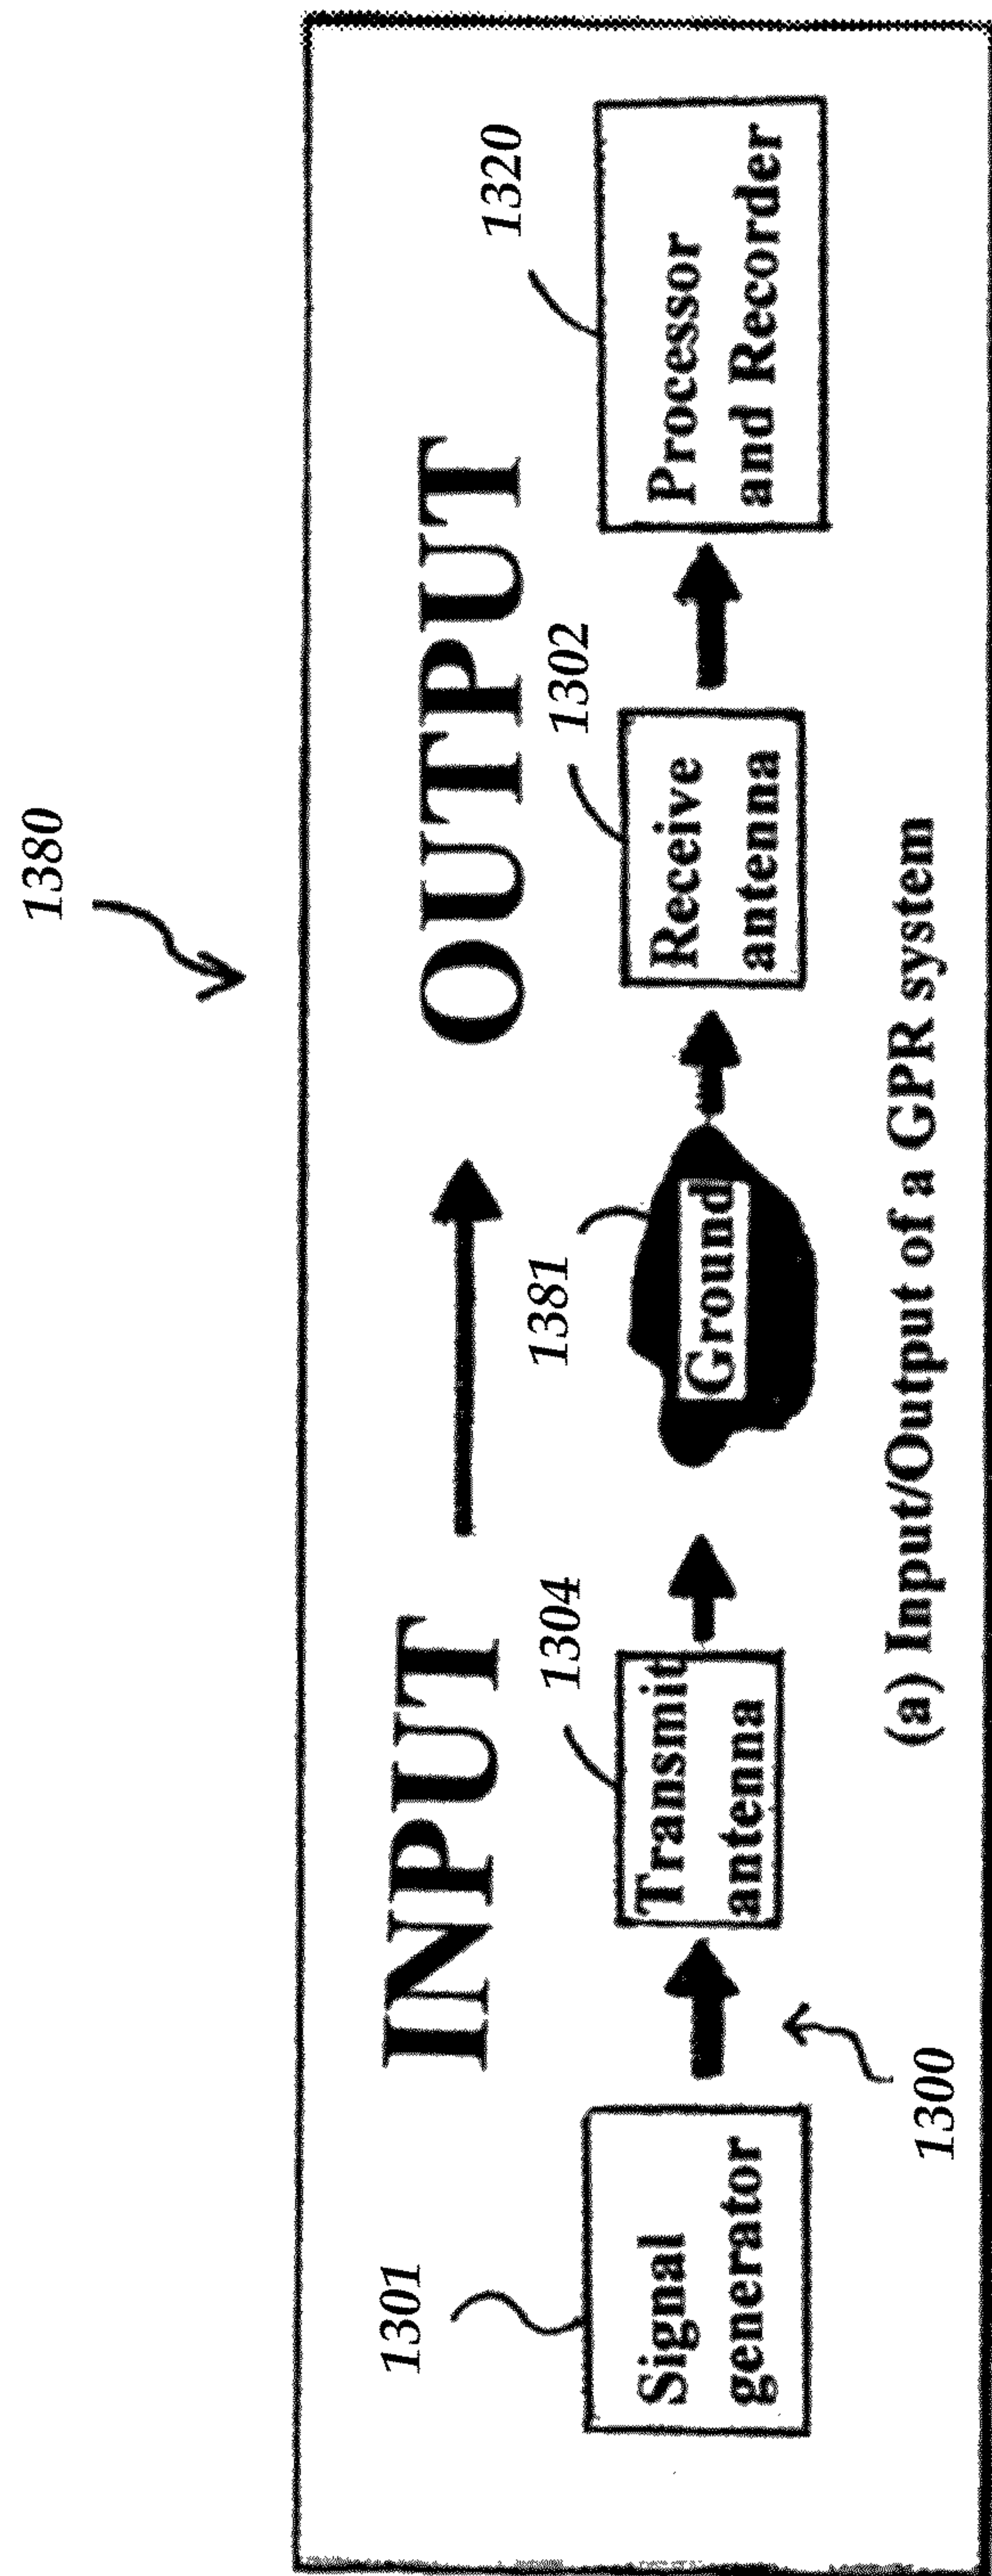 1380
INPUT
OUTPUT
1301
1304
1381
1302
1320
Signal
generator
Transmit
antenna
Ground
Receive
antenna
Processor
and Recorder
1300
(a) Input/Output of a GPR system